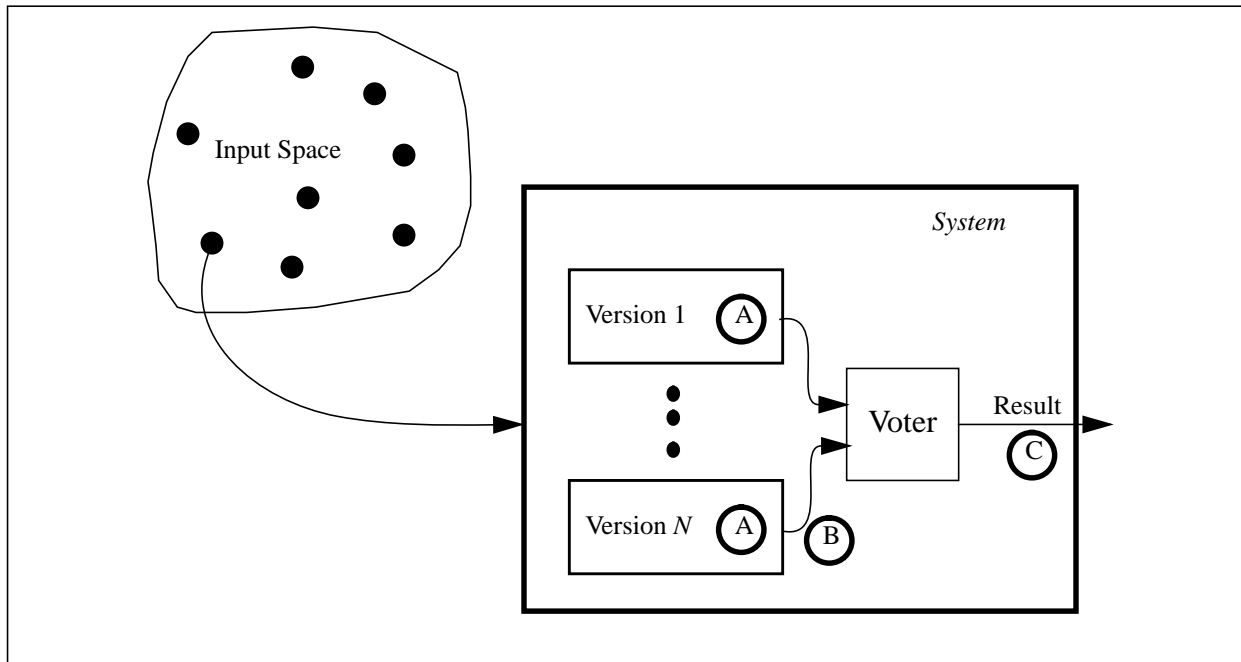 Input Space
System
Version 1
A
Voter
Result
C
Version N
A
B